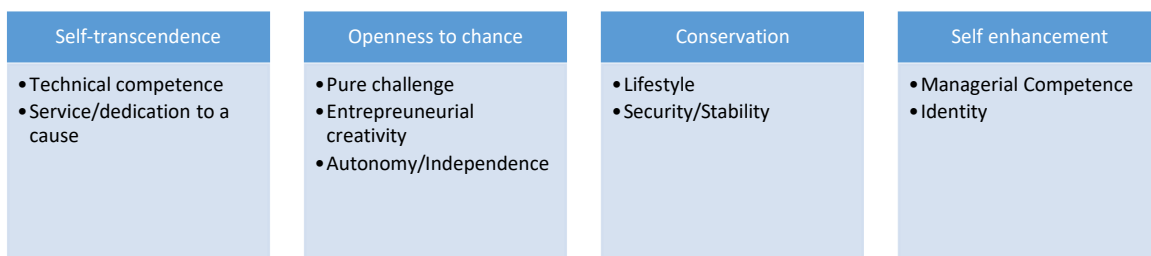 Self-transcendence
•Technical competence
•Service/dedication to a
cause
Openness to chance
•Pure challenge
•Entrepreuneurial
creativity
•Autonomy/Independence
Conservation
•Lifestyle
•Security/Stability
Self enhancement
•Managerial Competence
•Identity